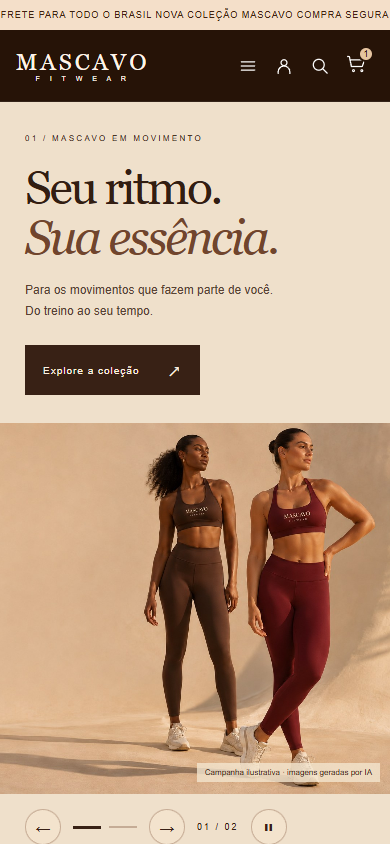 FRETE PARA TODO O BRASIL NOVA COLEÇÃO MASCAVO COMPRA SEGURA
MASCAVO
FITWEAR
1
01 / MASCAVO EM MOVIMENTO
Seu ritmo.
Sua essência.
Para os movimentos que fazem parte de você.
Do treino ao seu tempo.
Explore a coleção ↗
MASCAVO
MASCAVO
Campanha ilustrativa · imagens geradas por IA
← → 01 / 02